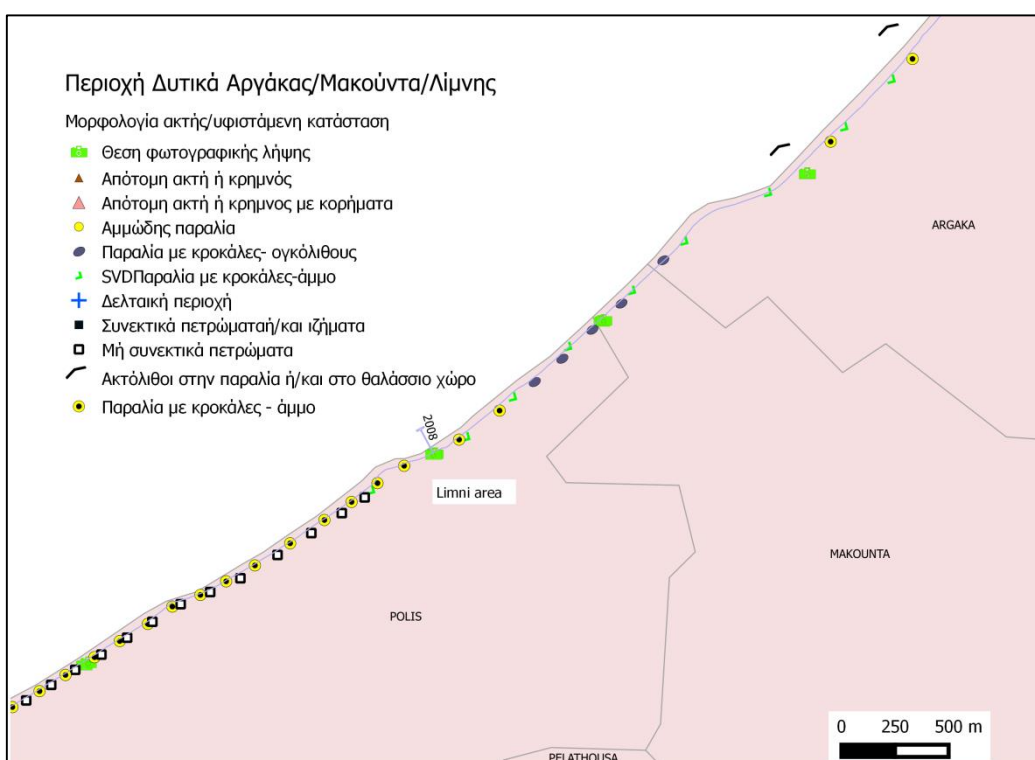 Περιοχή Δυτικά Αργάκας/Μακούντα/Λίμνης
Μορφολογία ακτής/υφιστάμενη κατάσταση
Θεση φωτογραφικής λήψης
Απότομη ακτή ή κρημνός
Απότομη ακτή ή κρημνος με κορήματα
Αμμώδης παραλία
Παραλία με κροκάλες- ογκόλιθους
SVDΠαραλία με κροκάλες-άμμο
Δελταική περιοχή
Συνεκτικά πετρώματαή/και ιζήματα
Μή συνεκτικά πετρώματα
Ακτόλιθοι στην παραλία ή/και στο θαλάσσιο χώρο
Παραλία με κροκάλες - άμμο
ARGAKA
2008
Limni area
MAKOUNTA
POLIS
PELATHOUSA
0 250 500 m